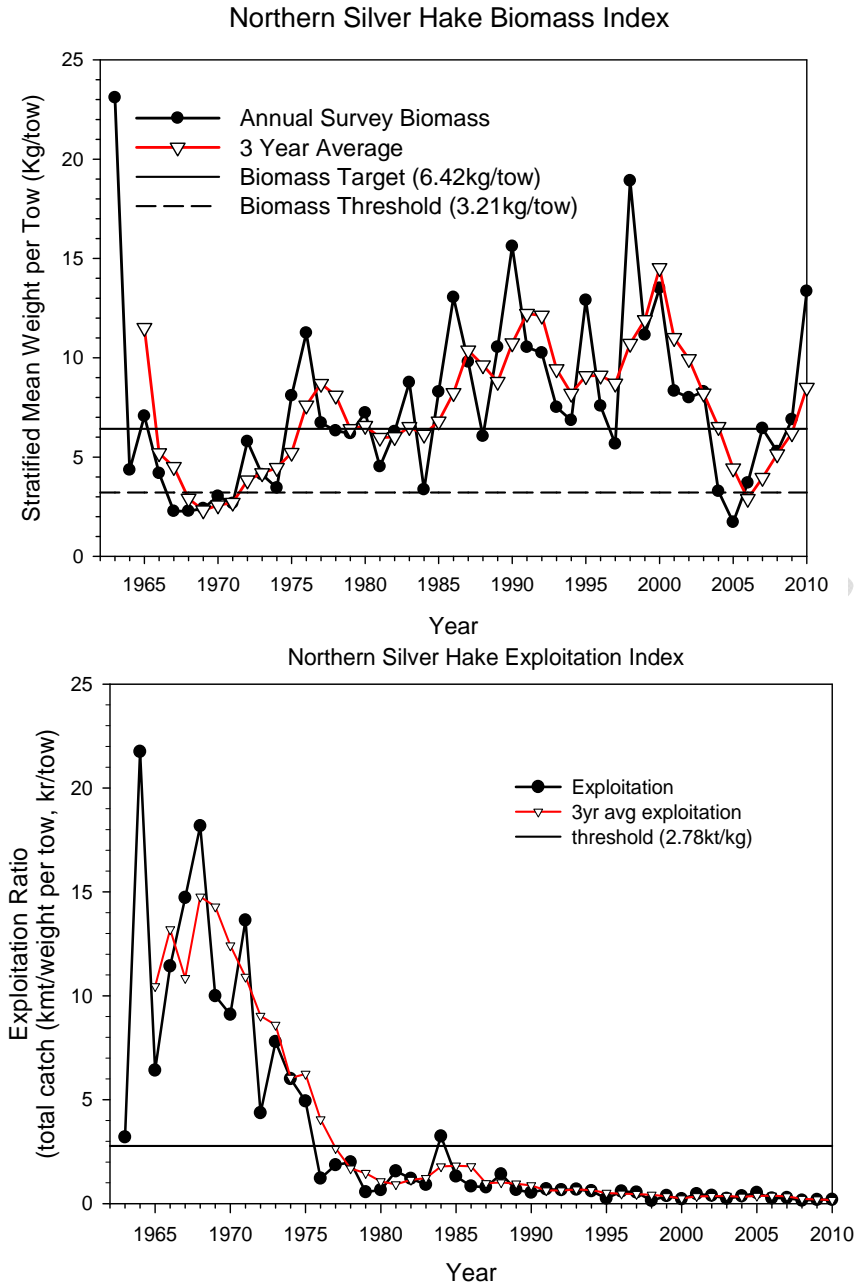 Northern Silver Hake Biomass Index
Stratified Mean Weight per Tow (Kg/tow)
25
20
15
10
5
0
Annual Survey Biomass
3 Year Average
Biomass Target (6.42kg/tow)
Biomass Threshold (3.21kg/tow)
1965 1970 1975 1980 1985 1990 1995 2000 2005 2010
Year
Northern Silver Hake Exploitation Index
Exploitation Ratio
(total catch (kmt/weight per tow, kr/tow)
25
20
15
10
5
0
Exploitation
3yr avg exploitation
threshold (2.78kt/kg)
1965 1970 1975 1980 1985 1990 1995 2000 2005 2010
Year